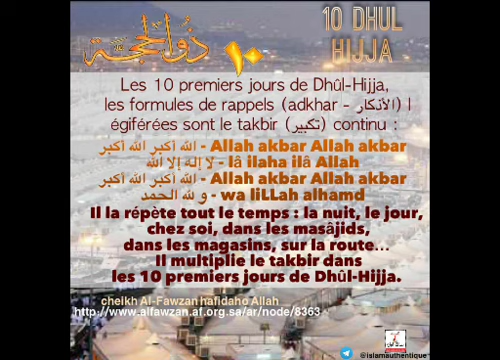 ذو الحجة ١٠
10 DHUL
HIJJA
Les 10 premiers jours de Dhûl-Hijja,
les formules de rappels (adkhar - الأذكار) l
égiférées sont le takbir (تكبير) continu :
الله أكبر الله أكبر - Allah akbar Allah akbar
لا إله إلا الله - lâ ilaha ilâ Allah
الله أكبر الله أكبر - Allah akbar Allah akbar
و لله الحمد - wa liLLah alhamd
Il la répète tout le temps : la nuit, le jour,
chez soi, dans les masâjids,
dans les magasins, sur la route...
Il multiplie le takbir dans
les 10 premiers jours de Dhûl-Hijja.
cheikh Al-Fawzan hafidaho Allah
http://www.alfawzan.af.org.sa/ar/node/8363
@islamauthentique